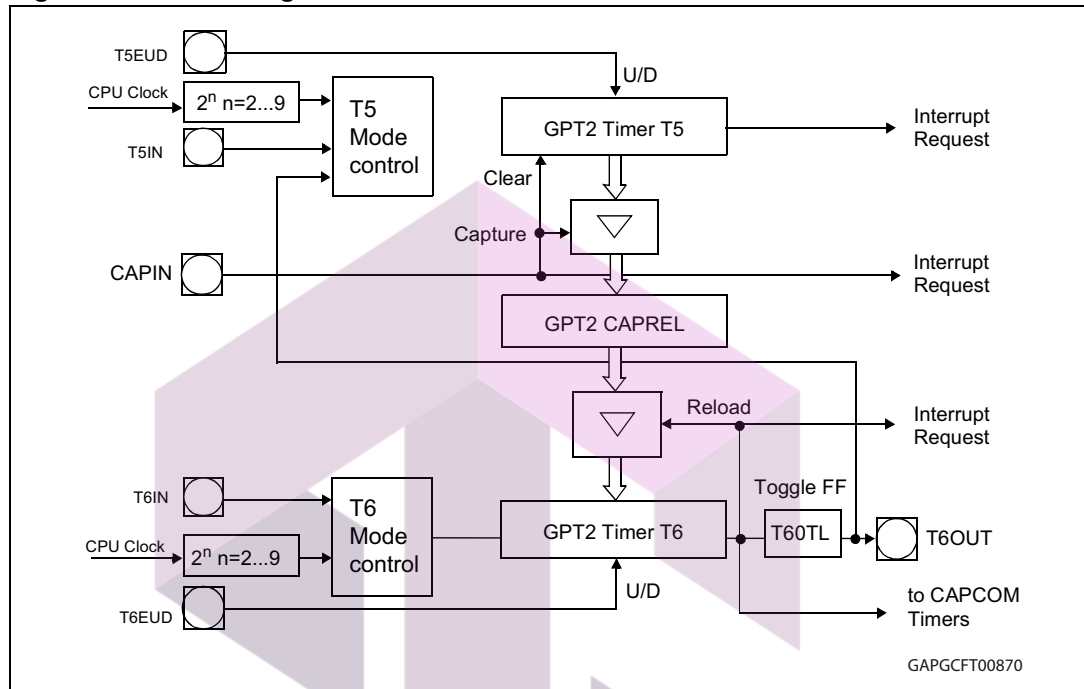 T5EUD
U/D
CPU Clock
2ⁿ n=2...9
T5
Mode
control
GPT2 Timer T5
Interrupt
Request
T5IN
Clear
Capture
CAPIN
Interrupt
Request
GPT2 CAPREL
Reload
Interrupt
Request
T6IN
T6
Mode
control
Toggle FF
GPT2 Timer T6
T60TL
T6OUT
CPU Clock
2ⁿ n=2...9
U/D
T6EUD
to CAPCOM
Timers
GAPGCFT00870